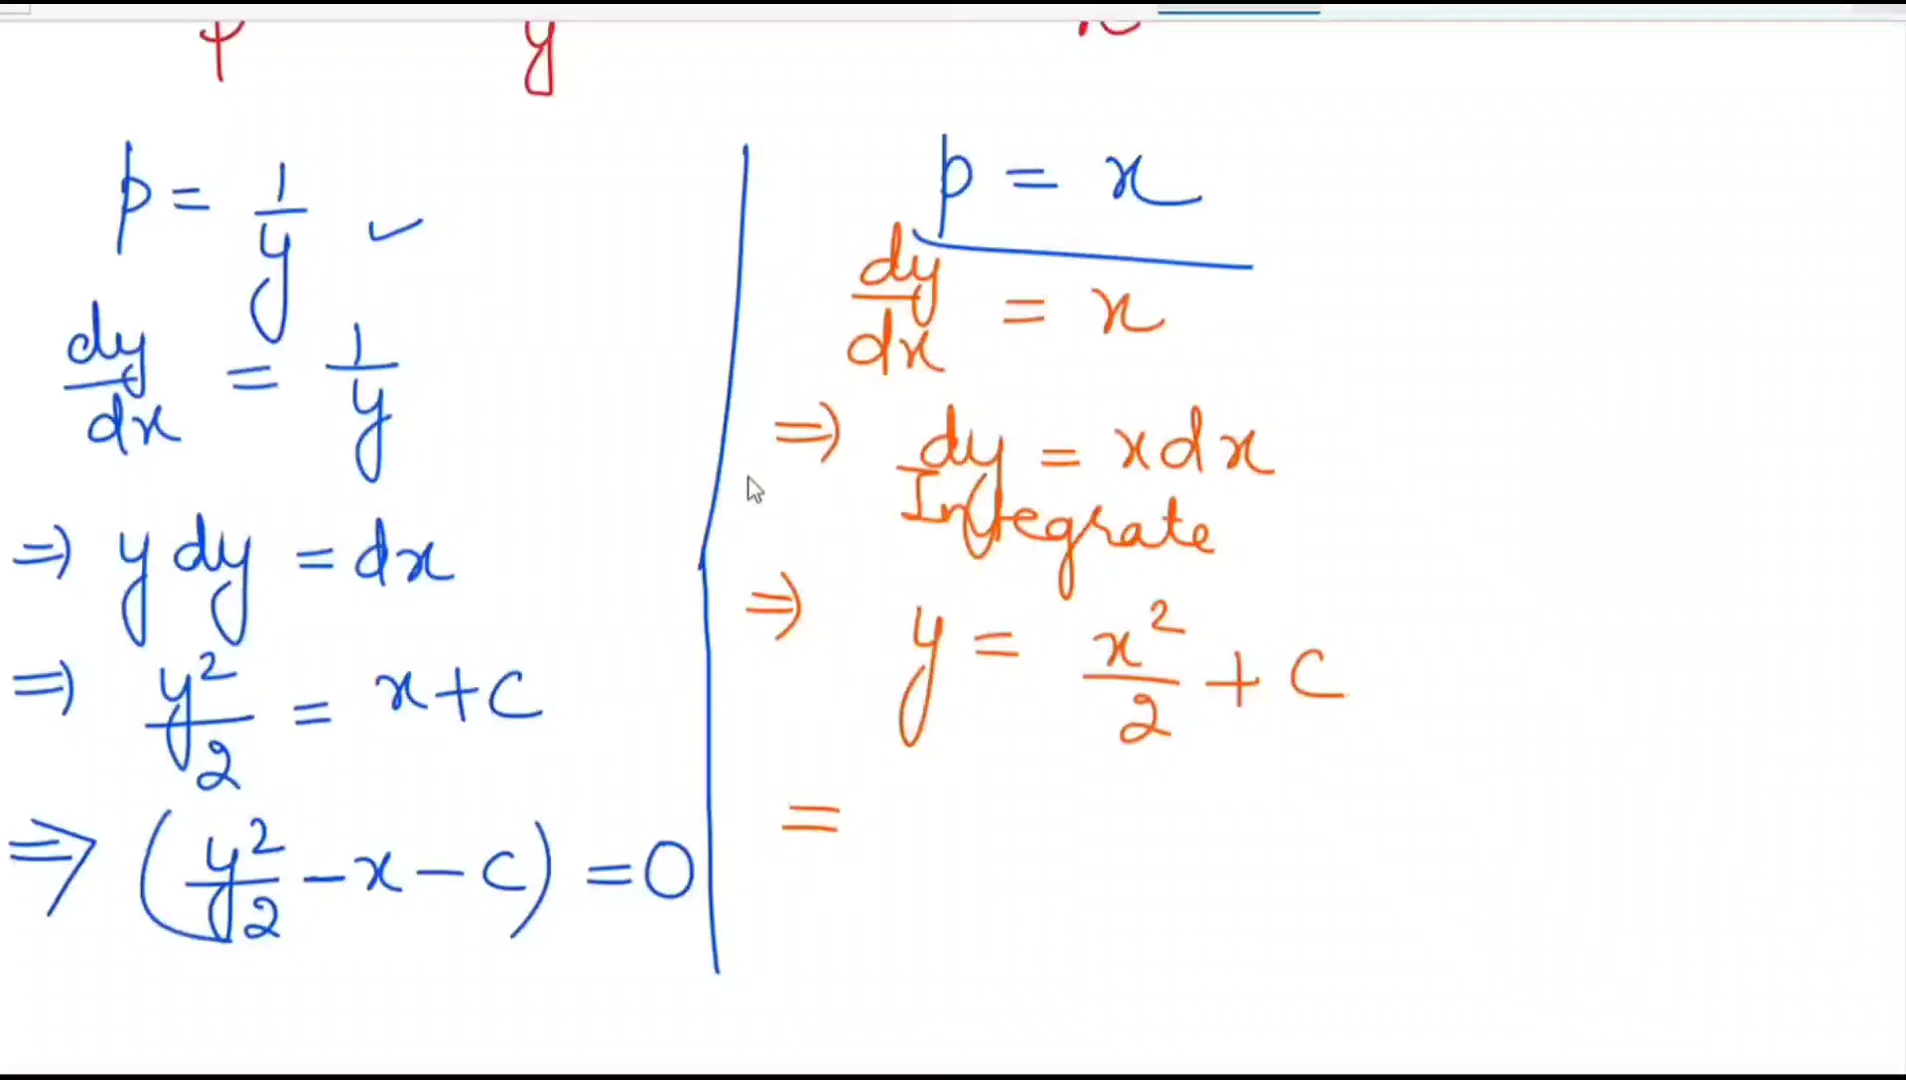 p = 1/y ✓
dy/dx = 1/y
⇒ y dy = dx
⇒ y²/2 = x + c
⇒ (y²/2 - x - c) = 0
p = x
dy/dx = x
⇒ dy = x dx
Integrate
⇒ y = x²/2 + c
=